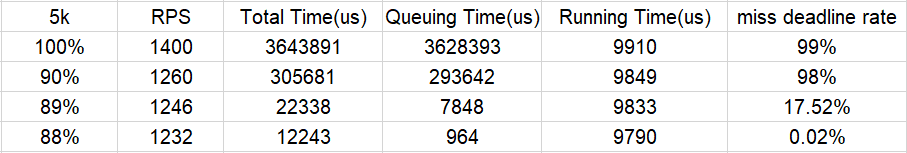 5k RPS Total Time(us) Queuing Time(us) Running Time(us) miss deadline rate
100% 1400 3643891 3628393 9910 99%
90% 1260 305681 293642 9849 98%
89% 1246 22338 7848 9833 17.52%
88% 1232 12243 964 9790 0.02%